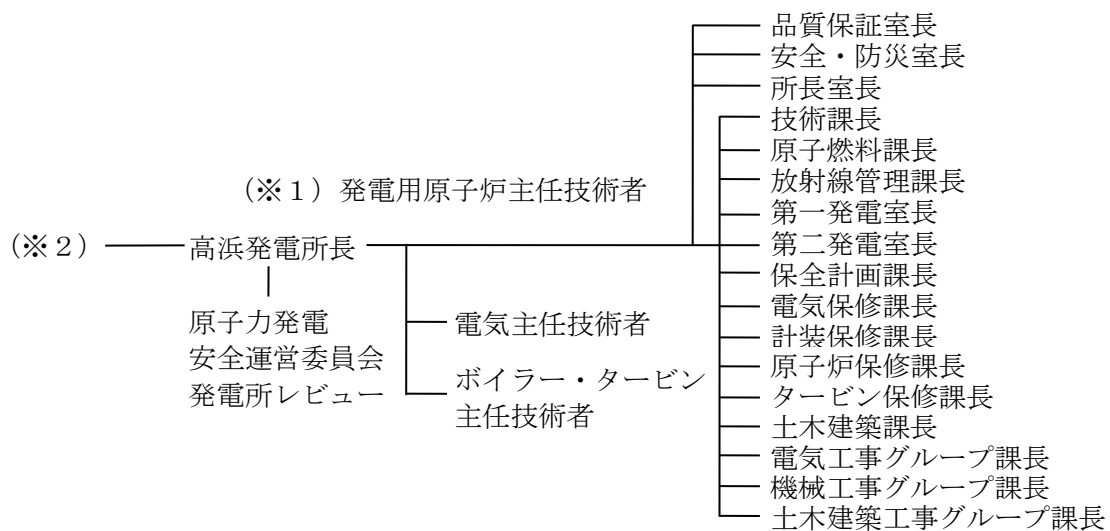 品質保証室長
安全・防災室長
所長室長
技術課長
原子燃料課長
(※1)発電用原子炉主任技術者
放射線管理課長
第一発電室長
(※2)
高浜発電所長
第二発電室長
保全計画課長
原子力発電
安全運営委員会
発電所レビュー
電気主任技術者
ボイラー・タービン
主任技術者
電気保修課長
計装保修課長
原子炉保修課長
タービン保修課長
土木建築課長
電気工事グループ課長
機械工事グループ課長
土木建築工事グループ課長